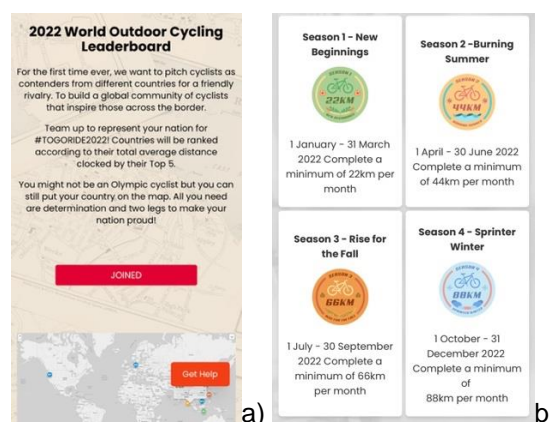 2022 World Outdoor Cycling
Leaderboard
For the first time ever, we want to pitch cyclists as
contenders from different countries for a friendly
rivalry. To build a global community of cyclists
that inspire those across the border.
Team up to represent your nation for
#TOGORIDE2022! Countries will be ranked
according to their total average distance
clocked by their Top 5.
You might not be an Olympic cyclist but you can
still put your country on the map. All you need
are determination and two legs to make your
nation proud!
JOINED
Get Help
a)
Season 1 - New
Beginnings
SEASON 1
22KM
1 January - 31 March
2022 Complete a
minimum of 22km per
month
Season 2 -Burning
Summer
44KM
1 April - 30 June 2022
Complete a minimum
of 44km per month
Season 3 - Rise for
the Fall
66KM
1 July - 30 September
2022 Complete a
minimum of 66km
per month
Season 4 - Sprinter
Winter
88KM
1 October - 31
December 2022
Complete a minimum
of
88km per month
b